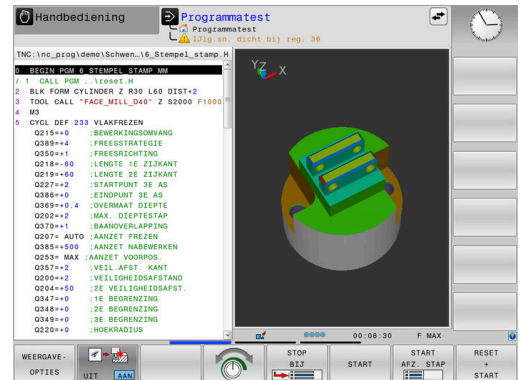 Handbediening
Programmatest
Programmatest
IJlg.sn. dicht bij reg. 36
TNC:\nc_prog\demo\Schwen…\6_Stempel_stamp.H
0 BEGIN PGM 6_STEMPEL_STAMP MM
/ 1 CALL PGM ..\reset.H
2 BLK FORM CYLINDER Z R30 L60 DIST+2
3 TOOL CALL "FACE_MILL_D40" Z S2000 F1000
4 M3
5 CYCL DEF 233 VLAKFREZEN
Q215=+0 ;BEWERKINGSOMVANG
Q389=+4 ;FREESSTRATEGIE
Q350=+1 ;FREESRICHTING
Q218=-60 ;LENGTE 1E ZIJKANT
Q219=+60 ;LENGTE 2E ZIJKANT
Q227=+2 ;STARTPUNT 3E AS
Q386=+0 ;EINDPUNT 3E AS
Q369=+0.4 ;OVERMAAT DIEPTE
Q202=+2 ;MAX. DIEPTESTAP
Q370=+1 ;BAANOVERLAPPING
Q207= AUTO ;AANZET FREZEN
Q385=+500 ;AANZET NABEWERKEN
Q253= MAX ;AANZET VOORPOS.
Q357=+2 ;VEIL.AFST. KANT
Q200=+2 ;VEILIGHEIDSAFSTAND
Q204=+50 ;2E VEILIGHEIDSAFST.
Q347=+0 ;1E BEGRENZING
Q348=+0 ;2E BEGRENZING
Q349=+0 ;3E BEGRENZING
Q220=+0 ;HOEKRADIUS
Y Z X
00:08:30 F MAX
WEERGAVE-
OPTIES
UIT AAN
STOP
BIJ
START
START
AFZ. STAP
RESET
+
START